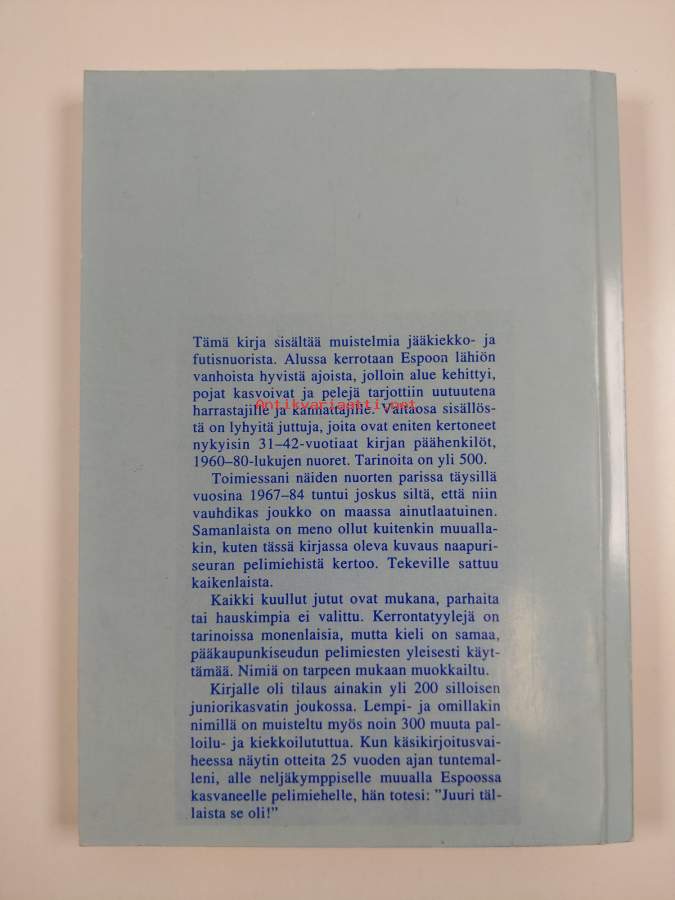 Tämä kirja sisältää muistelmia jääkiekko- ja
futisnuorista. Alussa kerrotaan Espoon lähiön
vanhoista hyvistä ajoista, jolloin alue kehittyi,
pojat kasvoivat ja pelejä tarjottiin uutuutena
Antikvariaatti.net
harrastajille ja kannattajille. Valtaosa sisällös-
tä on lyhyitä juttuja, joita ovat eniten kertoneet
nykyisin 31–42-vuotiaat kirjan päähenkilöt,
1960–80-lukujen nuoret. Tarinoita on yli 500.
Toimiessani näiden nuorten parissa täysillä
vuosina 1967–84 tuntui joskus siltä, että niin
vauhdikas joukko on maassa ainutlaatuinen.
Samanlaista on meno ollut kuitenkin muualla-
kin, kuten tässä kirjassa oleva kuvaus naapuri-
seuran pelimiehistä kertoo. Tekeville sattuu
kaikenlaista.
Kaikki kuullut jutut ovat mukana, parhaita
tai hauskimpia ei valittu. Kerrontatyylejä on
tarinoissa monenlaisia, mutta kieli on samaa,
pääkaupunkiseudun pelimiesten yleisesti käyt-
tämää. Nimiä on tarpeen mukaan muokkailtu.
Kirjalle oli tilaus ainakin yli 200 silloisen
juniorikasvatin joukossa. Lempi- ja omillakin
nimillä on muisteltu myös noin 300 muuta pal-
loilu- ja kiekkoilututtua. Kun käsikirjoitusvai-
heessa näytin otteita 25 vuoden ajan tuntemal-
leni, alle neljäkymppiselle muualla Espoossa
kasvaneelle pelimiehelle, hän totesi: ”Juuri täl-
laista se oli!”